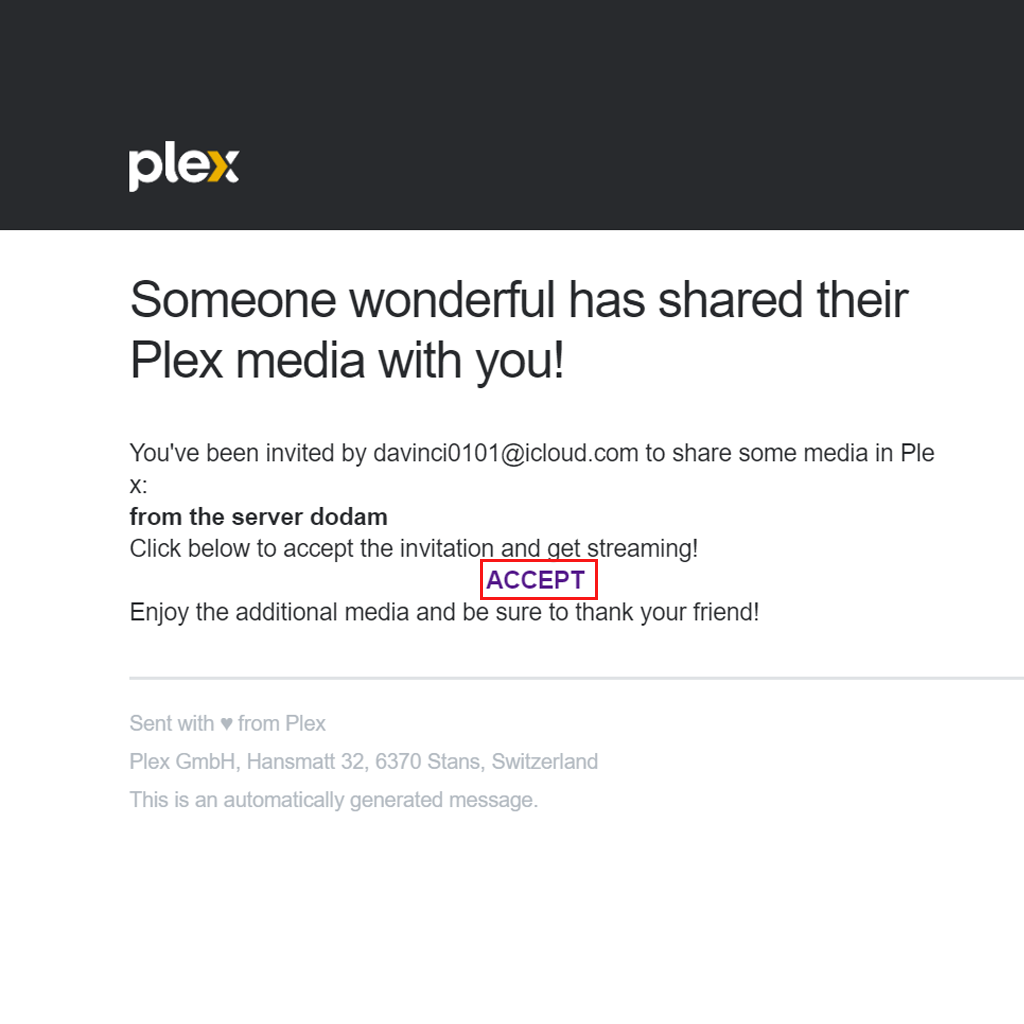 plex
Someone wonderful has shared their
Plex media with you!
You've been invited by davinci0101@icloud.com to share some media in Ple
x:
from the server dodam
Click below to accept the invitation and get streaming!
ACCEPT
Enjoy the additional media and be sure to thank your friend!
Sent with ♥ from Plex
Plex GmbH, Hansmatt 32, 6370 Stans, Switzerland
This is an automatically generated message.